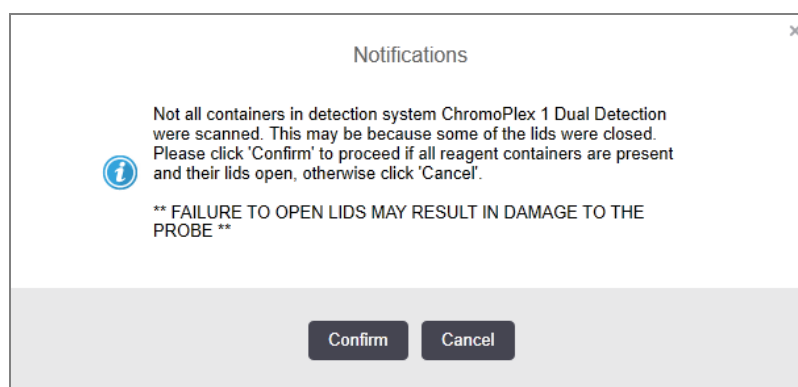 Notifications
Not all containers in detection system ChromoPlex 1 Dual Detection
were scanned. This may be because some of the lids were closed.
Please click 'Confirm' to proceed if all reagent containers are present
and their lids open, otherwise click 'Cancel'.
** FAILURE TO OPEN LIDS MAY RESULT IN DAMAGE TO THE
PROBE **
Confirm
Cancel